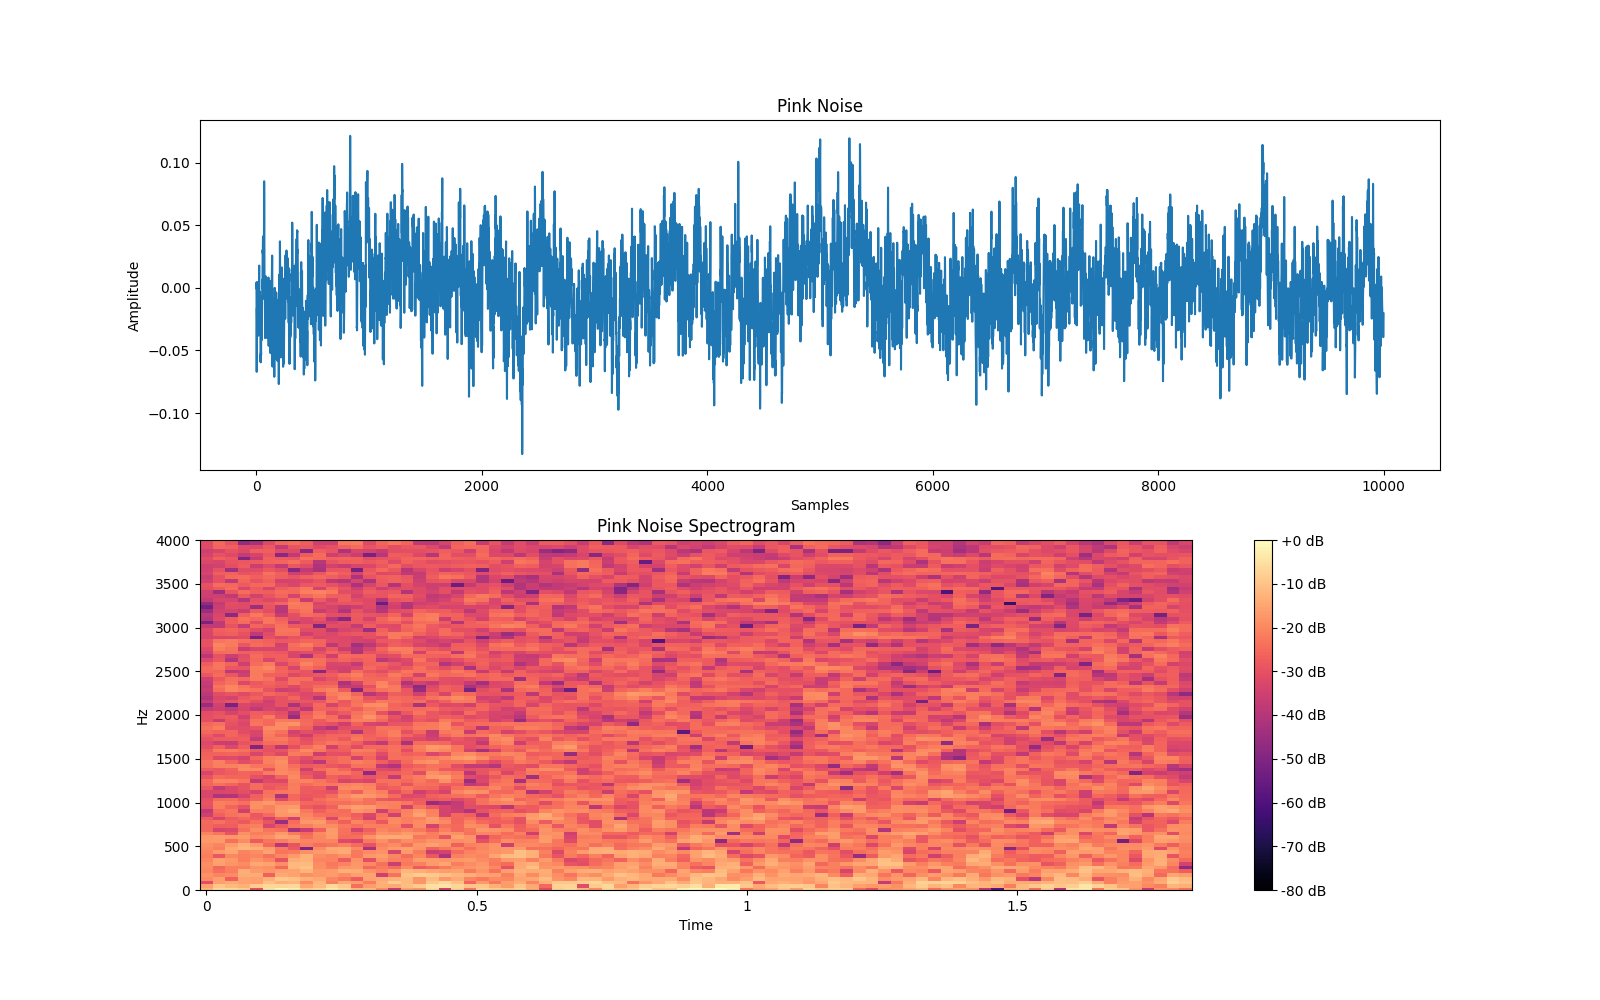 Pink Noise
0.10
0.05
0.00
−0.05
−0.10
Amplitude
0 2000 4000 6000 8000 10000
Samples
Pink Noise Spectrogram
4000
3500
3000
2500
2000
1500
1000
500
0
Hz
0 0.5 1 1.5
Time
+0 dB
-10 dB
-20 dB
-30 dB
-40 dB
-50 dB
-60 dB
-70 dB
-80 dB